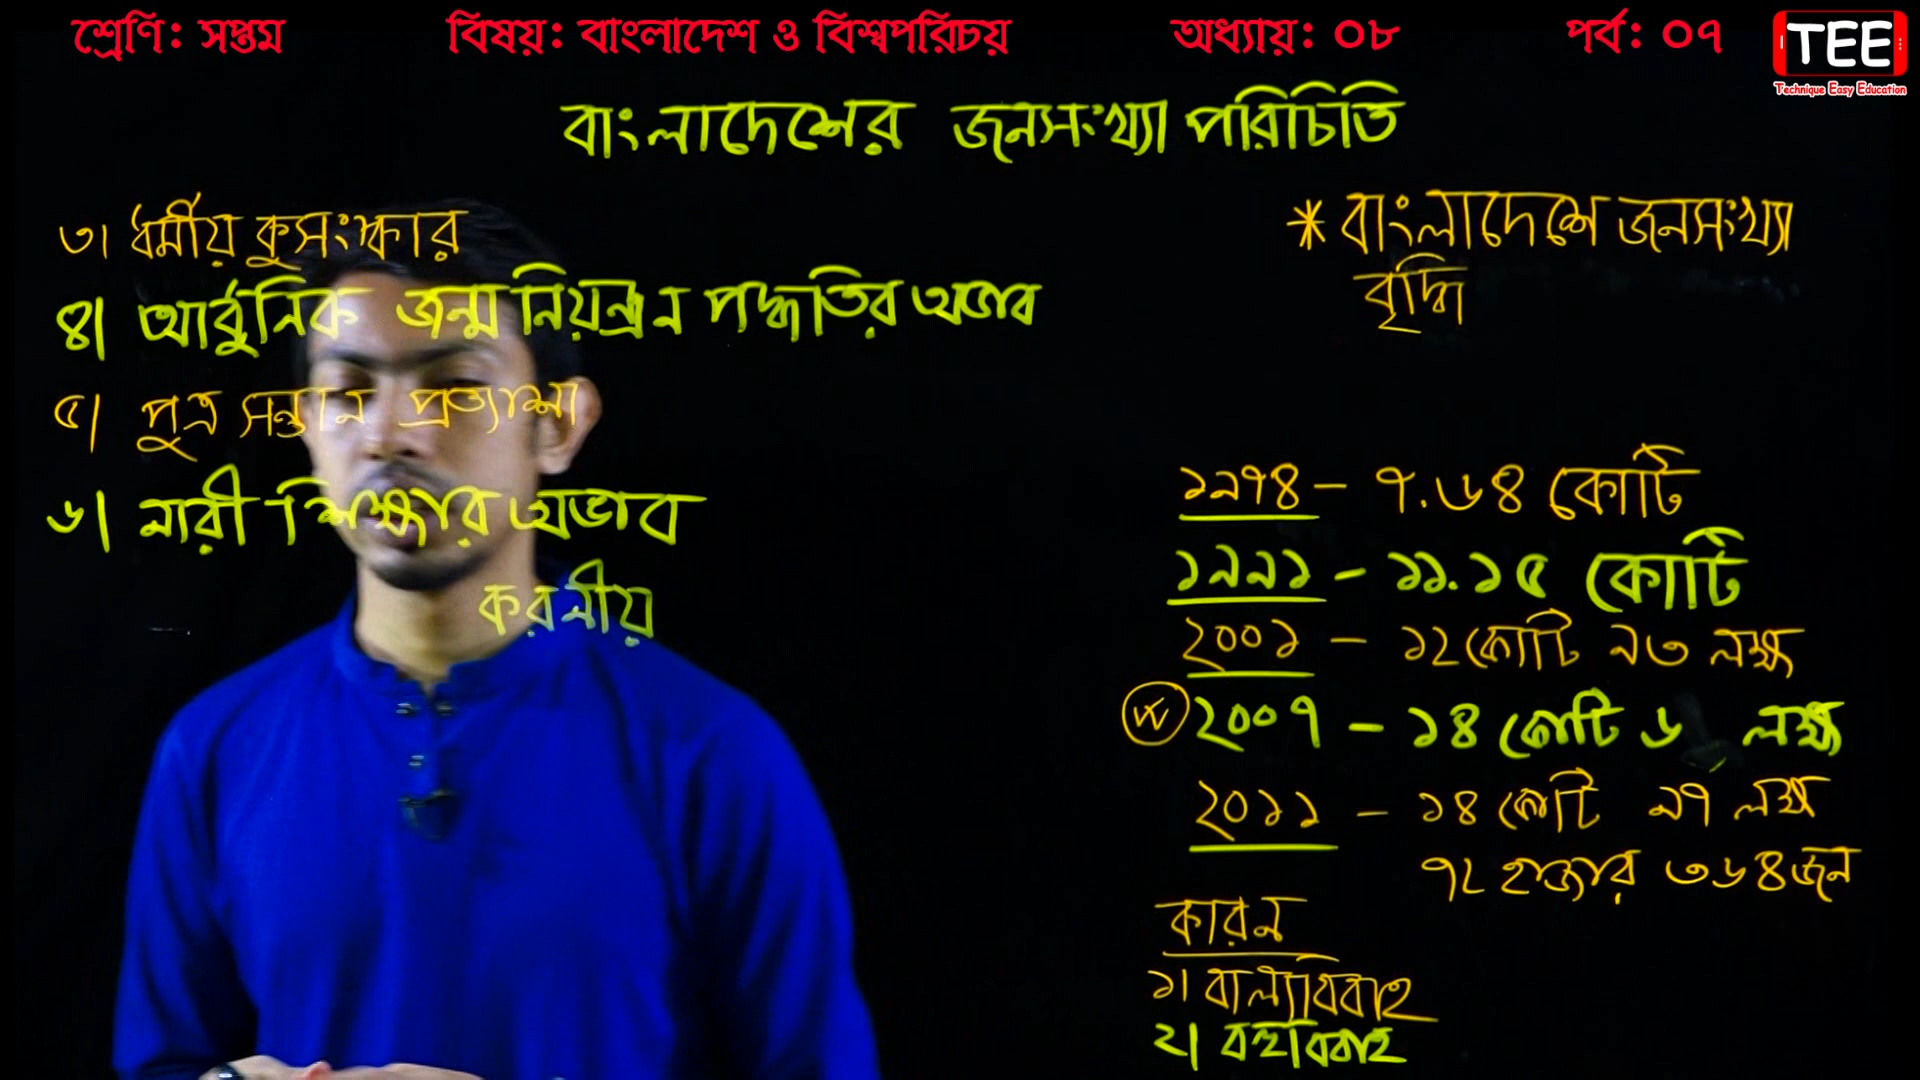 শ্রেণি: সপ্তম বিষয়: বাংলাদেশ ও বিশ্বপরিচয় অধ্যায়: ০৮ পর্ব: ০৭
TEE
Technique Easy Education
বাংলাদেশের জনসংখ্যা পরিচিতি
৩। ধর্মীয় কুসংস্কার
৪। আর্ধুনিক জন্ম নিয়ন্ত্রন পদ্ধতির অভাব
৫। পুত্র সন্তান প্রত্যাশা
৬। নারী শিক্ষার অভাব
করনীয়
* বাংলাদেশে জনসংখ্যা
বৃদ্ধি
১৯৭৪ – ৭.৬৪ কোটি
১৯৯১ – ১১.১৫ কোটি
২০০১ – ১২ কোটি ৯৩ লক্ষ
২০০৭ – ১৪ কোটি ৬ লক্ষ
২০১১ – ১৪ কোটি ৯৭ লক্ষ
৭২ হাজার ৩৬৪ জন
কারন
১। বাল্যবিবাহ
২। বহুবিবাহ